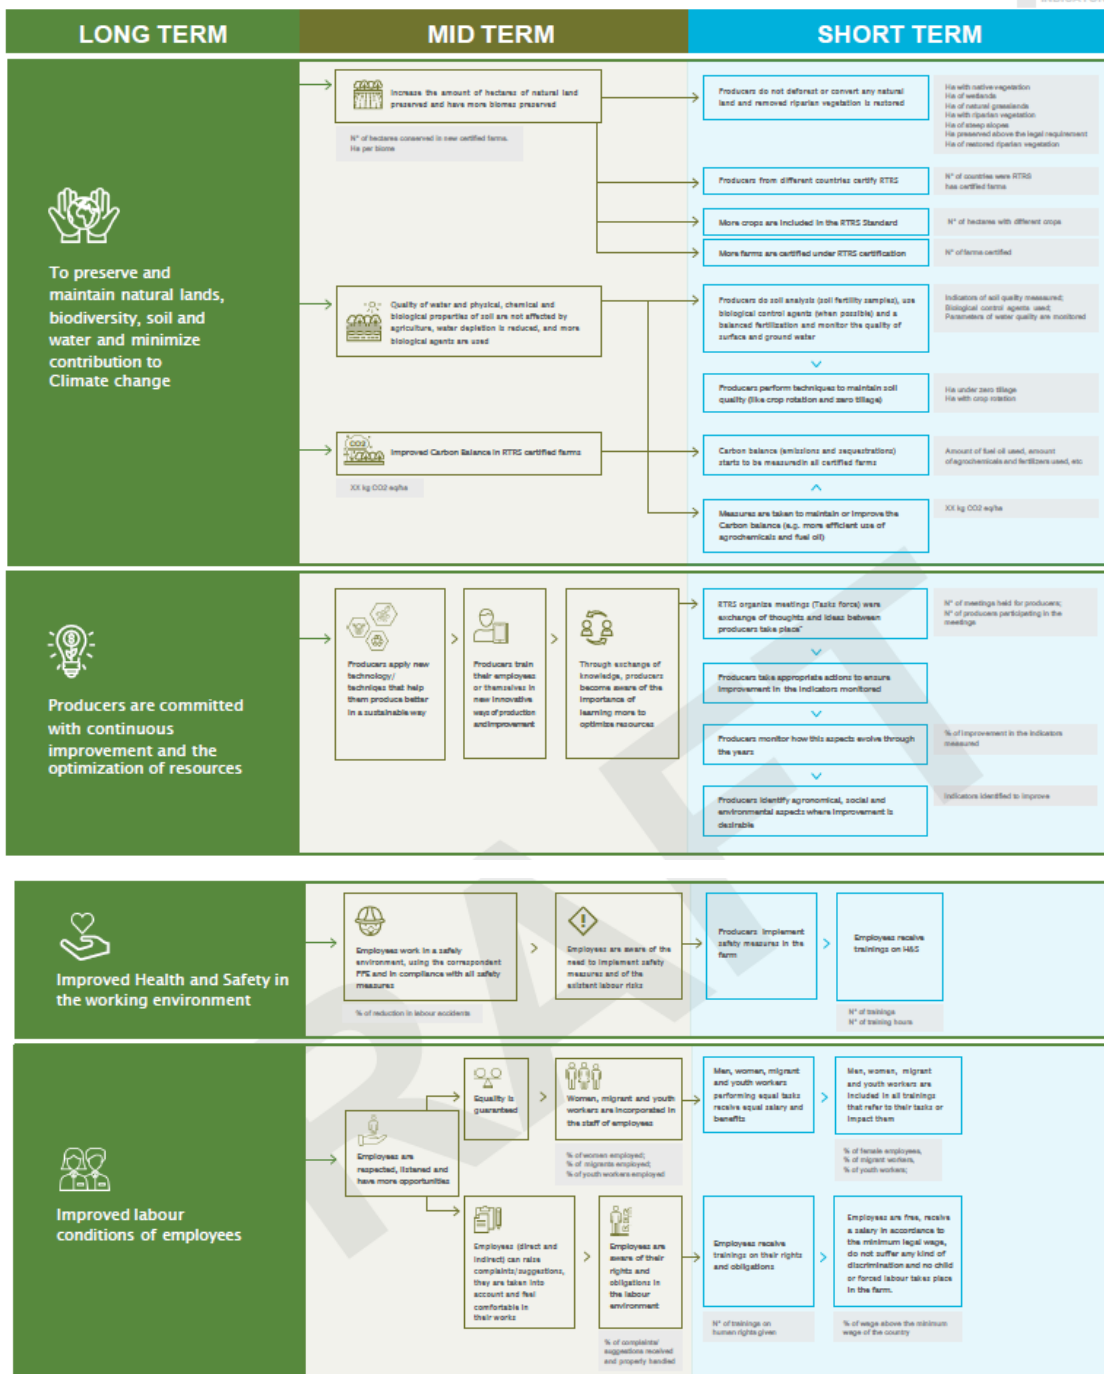 LONG TERM
MID TERM
SHORT TERM
To preserve and
maintain natural lands,
biodiversity, soil and
water and minimize
contribution to
Climate change
Increase the amount of hectares of natural land
preserved and have more biomes preserved
N° of hectares conserved in new certified farms.
Ha per biome
Producers do not deforest or convert any natural
land and removed riparian vegetation is restored
Ha with native vegetation
Ha of wetlands
Ha of natural grasslands
Ha with riparian vegetation
Ha of steep slopes
Ha preserved above the legal requirement
Ha of restored riparian vegetation
Producers from different countries certify RTRS
N° of countries were RTRS
has certified farms
More crops are included in the RTRS Standard
N° of hectares with different crops
More farms are certified under RTRS certification
N° of farms certified
Quality of water and physical, chemical and
biological properties of soil are not affected by
agriculture, water depletion is reduced, and more
biological agents are used
Producers do soil analysis (soil fertility samples), use
biological control agents (when possible) and a
balanced fertilization and monitor the quality of
surface and ground water
Indicators of soil quality measured;
Biological control agents used;
Parameters of water quality are monitored
Producers perform techniques to maintain soil
quality (like crop rotation and zero tillage)
Ha under zero tillage
Ha with crop rotation
CO2
Improved Carbon Balance in RTRS certified farms
XX kg CO2 eq/ha
Carbon balance (emissions and sequestrations)
starts to be measured in all certified farms
Amount of fuel oil used, amount
of agrochemicals and fertilizers used, etc
Measures are taken to maintain or improve the
Carbon balance (e.g. more efficient use of
agrochemicals and fuel oil)
XX kg CO2 eq/ha
Producers are committed
with continuous
improvement and the
optimization of resources
Producers apply new
technology/
techniqes that help
them produce better
in a sustainable way
Producers train
their employees
or themselves in
new innovative
ways of production
and improvement
Through exchange of
knowledge, producers
become aware of the
importance of
learning more to
optimize resources
RTRS organize meetings (Tasks force) were
exchange of thoughts and ideas between
producers take place"
N° of meetings held for producers;
N° of producers participating in the
meetings
Producers take appropriate actions to ensure
improvement in the indicators monitored
Producers monitor how this aspects evolve through
the years
% of improvement in the indicators
measured
Producers identify agronomical, social and
environmental aspects where improvement is
desirable
Indicators identified to improve
Improved Health and Safety in
the working environment
Employees work in a safely
environment, using the correspondent
PPE and in compliance with all safety
measures
% of reduction in labour accidents
Employees are aware of the
need to implement safety
measures and of the
existent labour risks
Producers implement
safety measures in the
farm
Employees receive
trainings on H&S
N° of trainings
N° of training hours
Improved labour
conditions of employees
Employees are
respected, listened and
have more opportunities
Equality is
guaranteed
Women, migrant and youth
workers are incorporated in
the staff of employees
% of women employed;
% of migrants employed;
% of youth workers employed
Men, women, migrant
and youth workers
performing equal tasks
receive equal salary and
benefits
Men, women, migrant
and youth workers are
included in all trainings
that refer to their tasks or
impact them
% of female employees,
% of migrant workers,
% of youth workers;
Employees (direct and
indirect) can raise
complaints/suggestions,
they are taken into
account and feel
comfortable in
their works
Employees are
aware of their
rights and
obligations in
the labour
environment
% of complaints/
suggestions received
and properly handled
Employees receive
trainings on their rights
and obligations
N° of trainings on
human rights given
Employees are free, receive
a salary in accordance to
the minimum legal wage,
do not suffer any kind of
discrimination and no child
or forced labour takes place
in the farm.
% of wage above the minimum
wage of the country
DRAFT